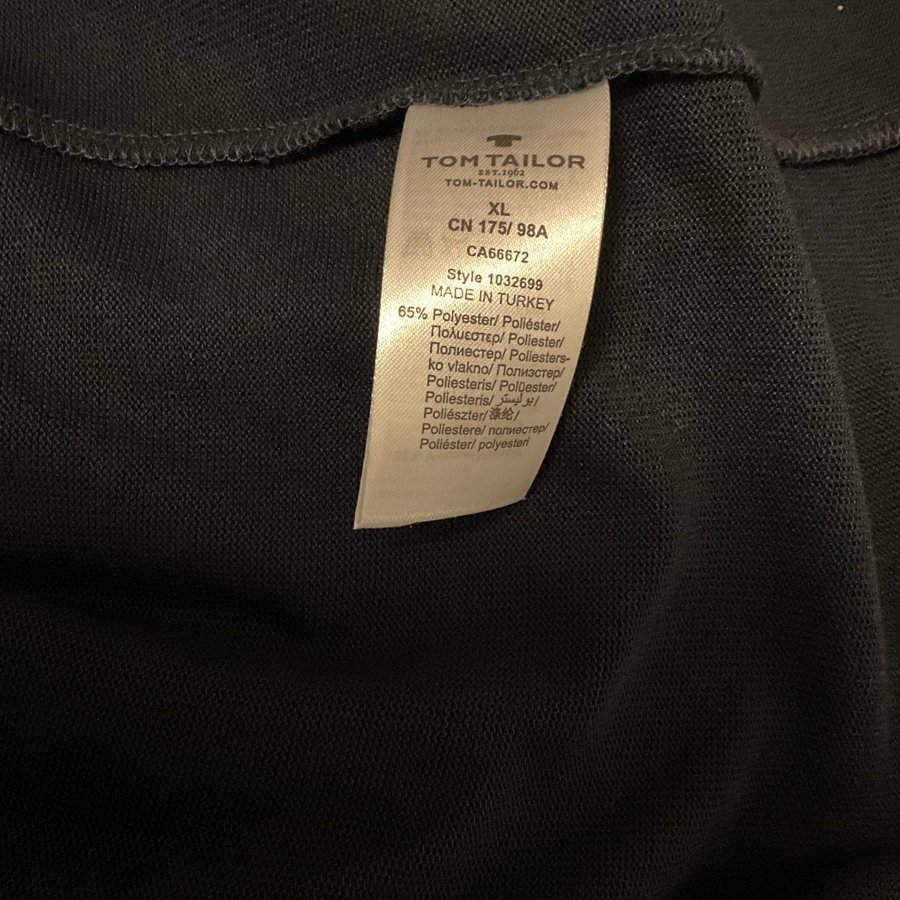 TOM TAILOR
EST.1962
TOM-TAILOR.COM
XL
CN 175/ 98A
CA66672
Style 1032699
MADE IN TURKEY
65% Polyester/ Poliéster/
Πολυεστερ/ Poliester/
Полиестер/ Poliesters-
ko vlakno/ Полиэстер/
Poliesteris/ Polüester/
Poliesteris/ بوليستر/
Poliészter/涤纶/
Poliestere/ полиестер/
Poliéster/ polyesteri